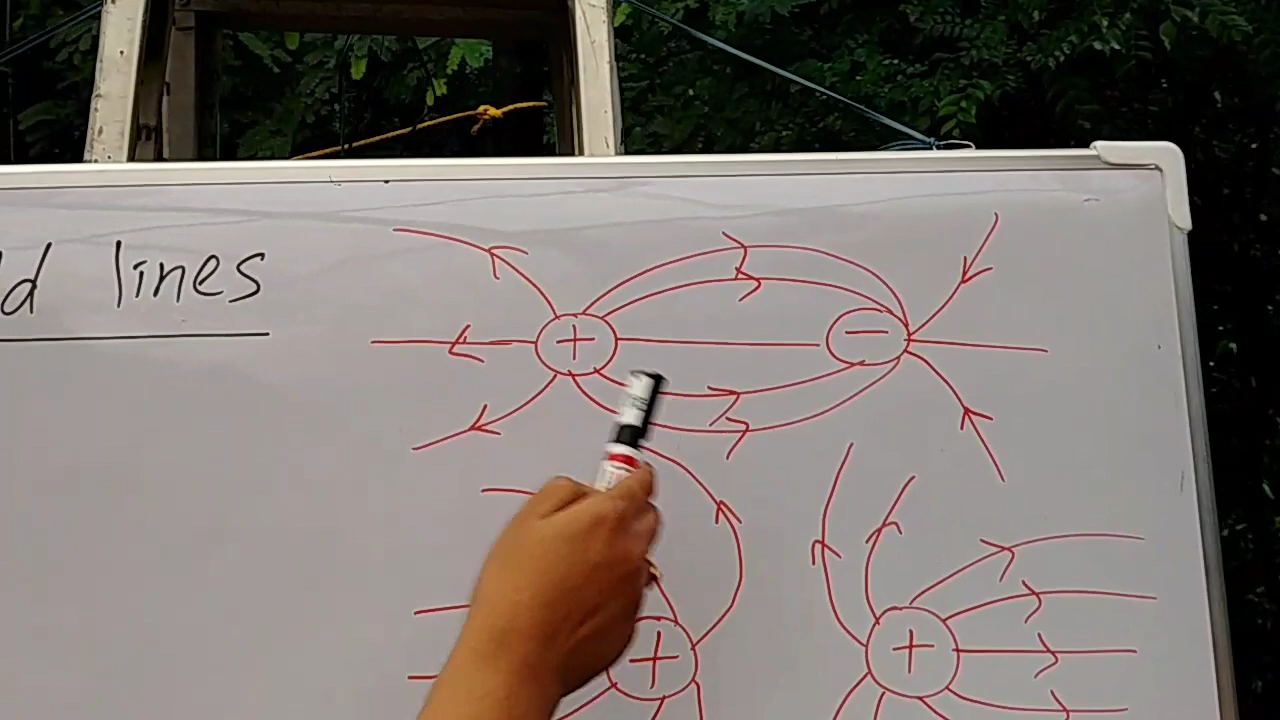 d lines
+ −
+ +